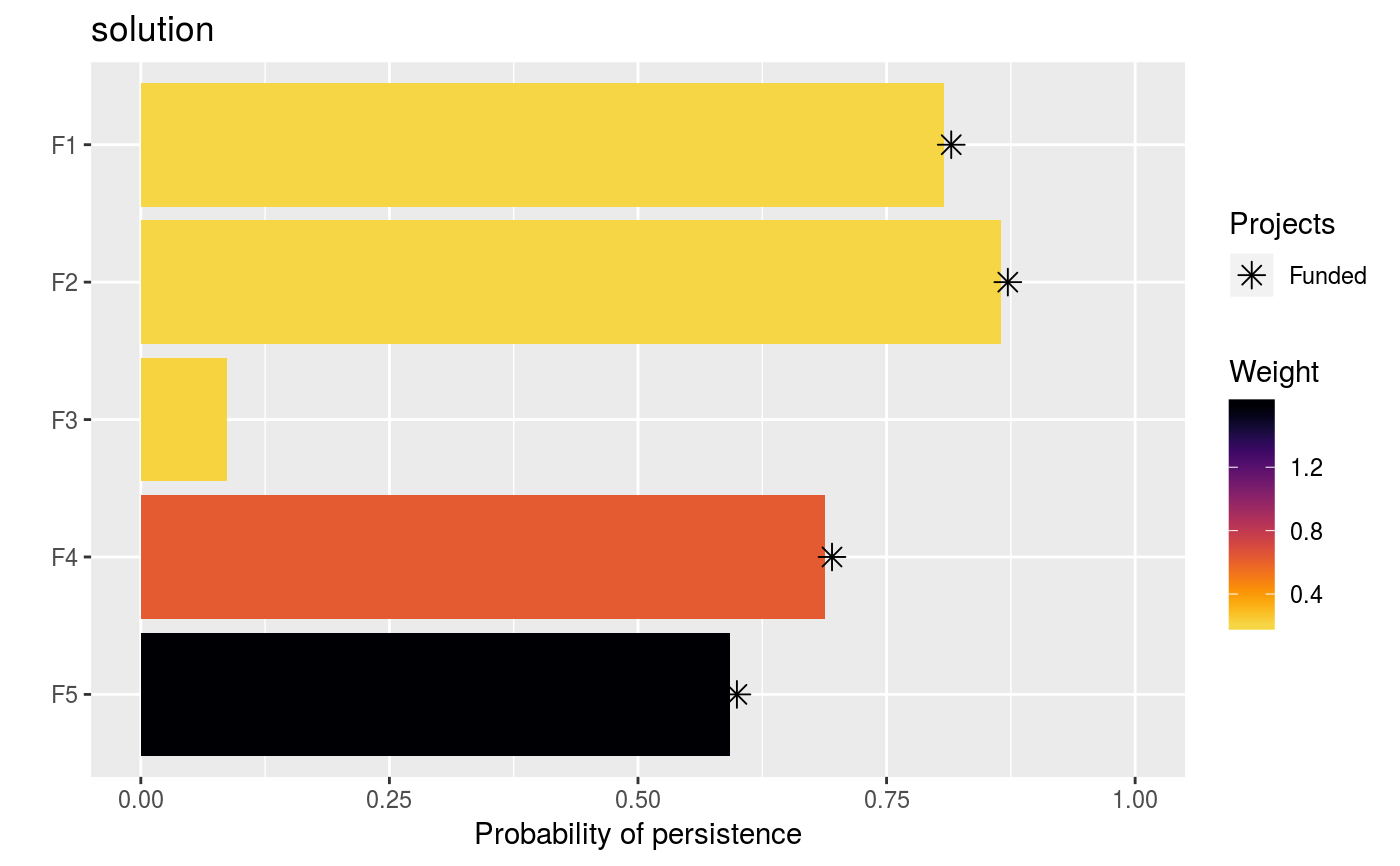 solution
F1
F2
F3
F4
F5
0.00 0.25 0.50 0.75 1.00
Probability of persistence
Projects
Funded
Weight
1.2
0.8
0.4